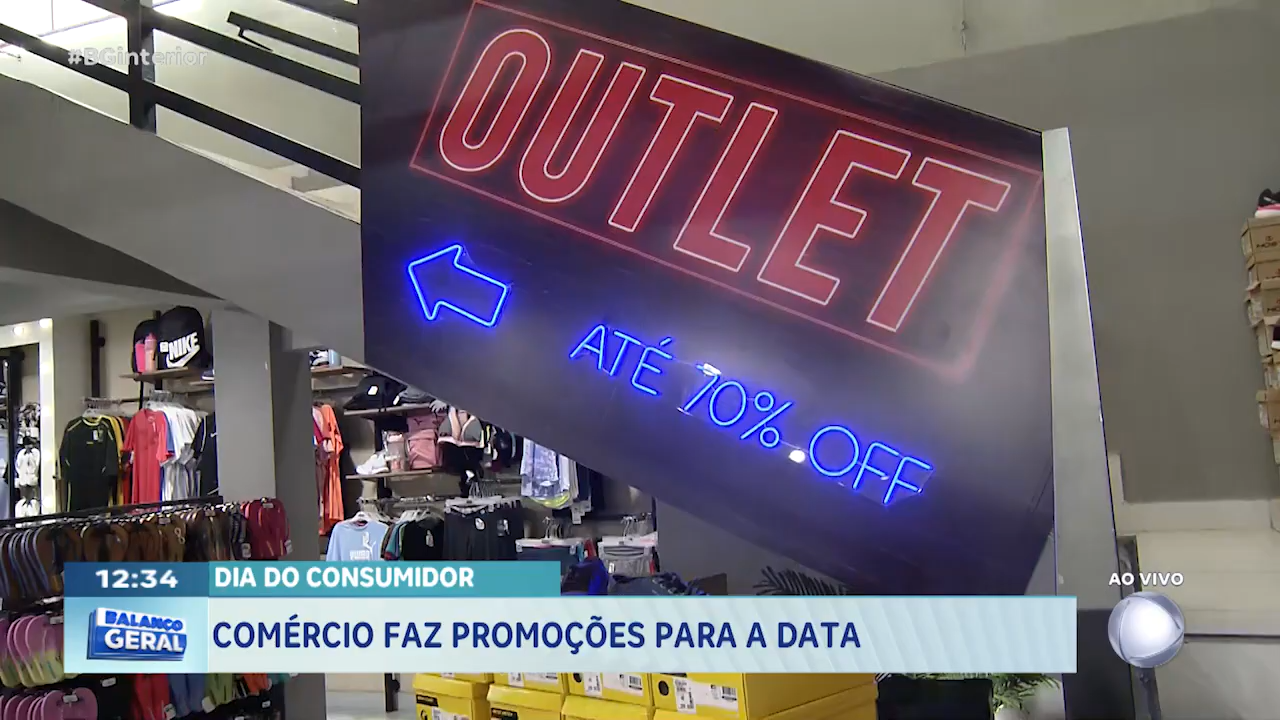 #BGinterior
OUTLET
ATÉ 70% OFF
NIKE
PUMA
12:34
DIA DO CONSUMIDOR
AO VIVO
BALANÇO
GERAL
COMÉRCIO FAZ PROMOÇÕES PARA A DATA